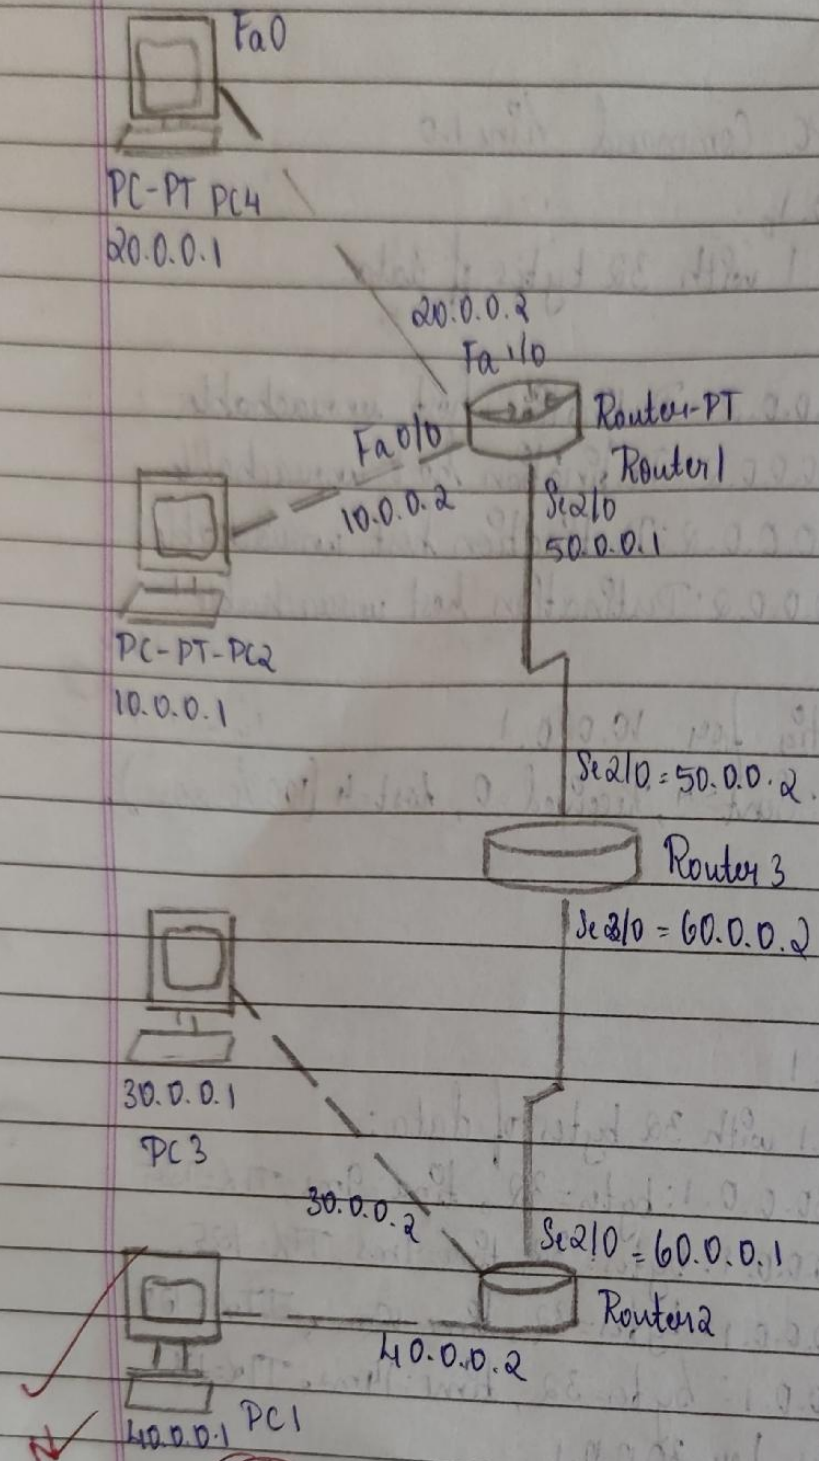 Fa0
PC-PT PC4
20.0.0.1
20.0.0.2
Fa1/0
Router-PT
Router1
Fa0/0
10.0.0.2
Se2/0
50.0.0.1
PC-PT-PC2
10.0.0.1
Se2/0 = 50.0.0.2.
Router3
Se3/0 = 60.0.0.2
30.0.0.1
PC3
30.0.0.2
Se2/0 = 60.0.0.1
Router2
40.0.0.2
40.0.0.1 PC1